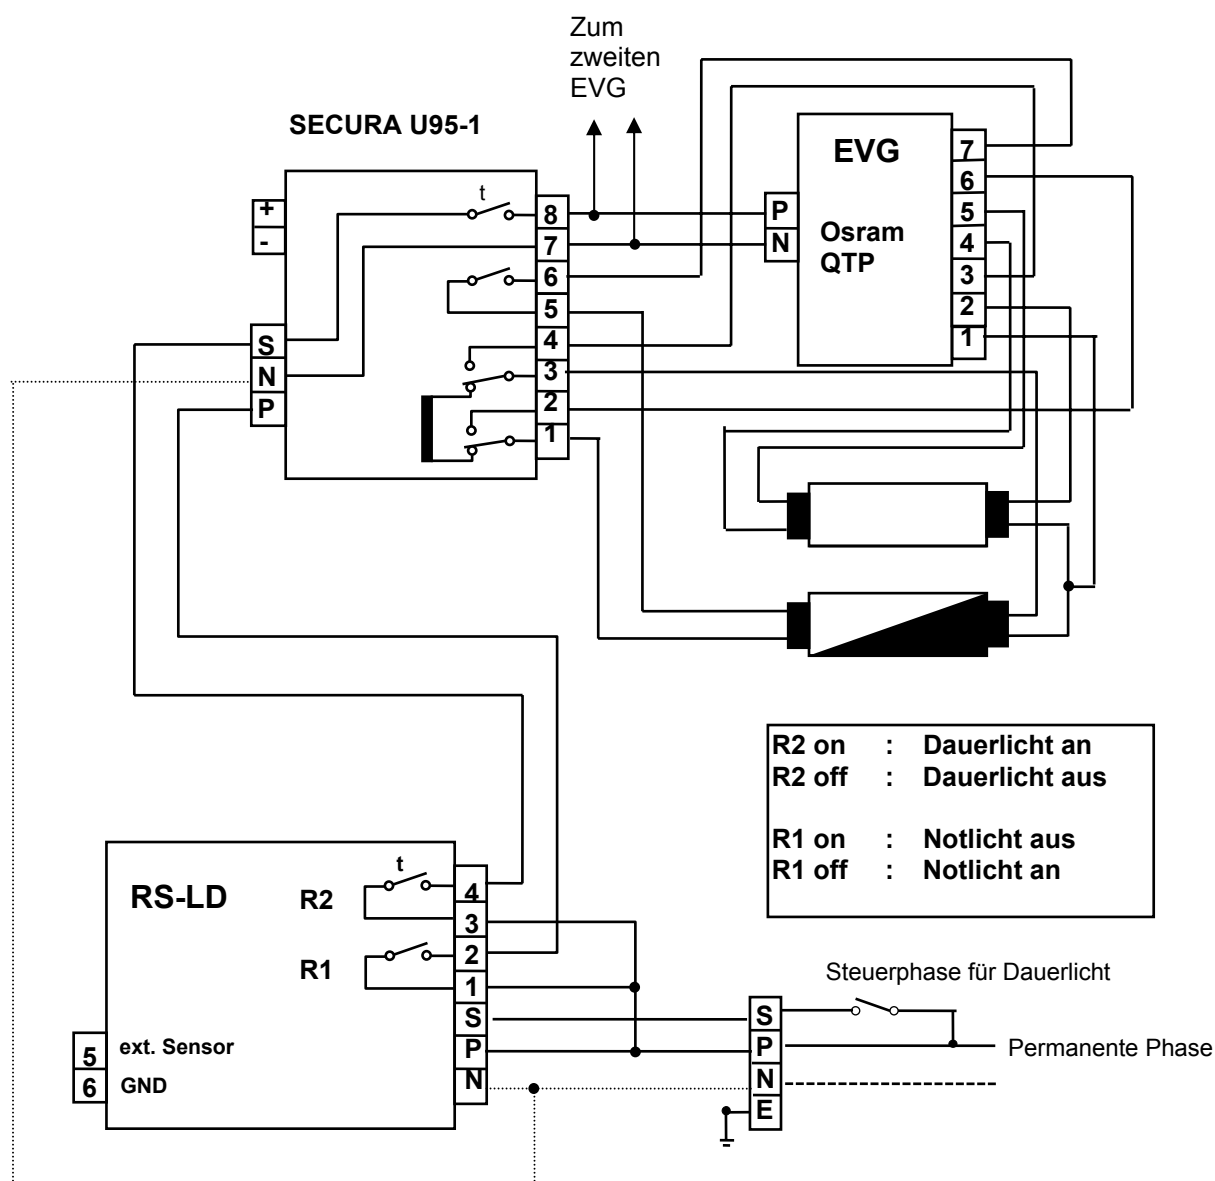 Zum
zweiten
EVG
SECURA U95-1
t
+
-
S
N
P
8
7
6
5
4
3
2
1
EVG
Osram
QTP
P
N
7
6
5
4
3
2
1
R2 on : Dauerlicht an
R2 off : Dauerlicht aus
R1 on : Notlicht aus
R1 off : Notlicht an
RS-LD
t
R2
R1
4
3
2
1
S
P
N
5 ext. Sensor
6 GND
Steuerphase für Dauerlicht
S
P
N
E
Permanente Phase